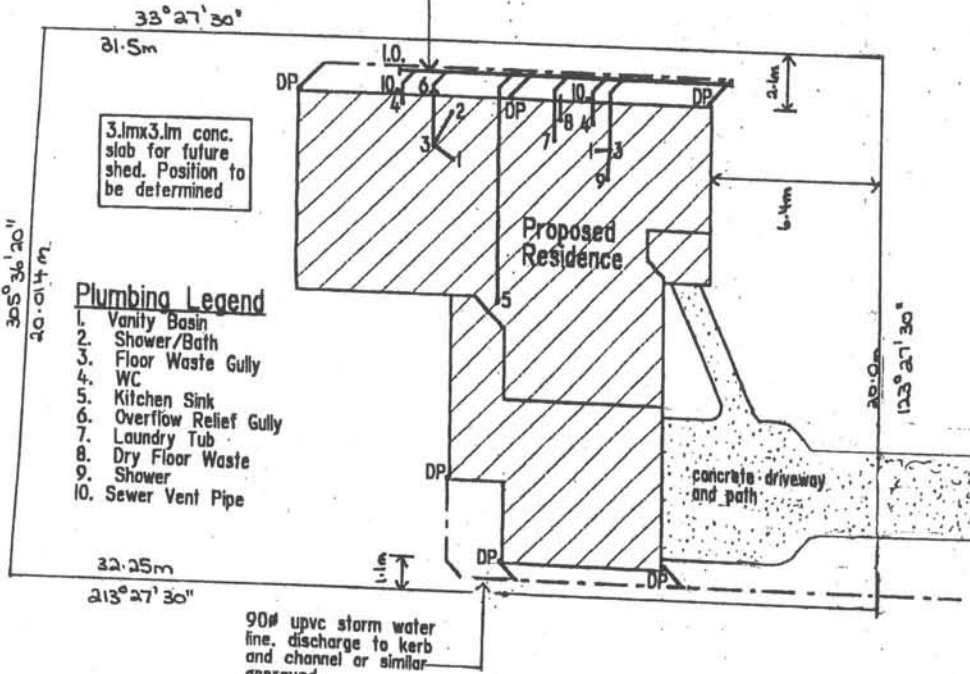 33°27'30"
31.5m
I.O.
DP
10
4
6
2
3
1
DP
8
7
10
4
1
3
9
DP
2.1m
3.1mx3.1m conc.
slab for future
shed. Position to
be determined
6.4m
Proposed
Residence
305°36'20"
20.014m
5
Plumbing Legend
1. Vanity Basin
2. Shower/Bath
3. Floor Waste Gully
4. WC
5. Kitchen Sink
6. Overflow Relief Gully
7. Laundry Tub
8. Dry Floor Waste
9. Shower
10. Sewer Vent Pipe
20.0m
123°27'30"
DP
concrete driveway
and path
DP
DP
32.25m
1.1m
213°27'30"
90ø upvc storm water
line. discharge to kerb
and channel or similar
approved